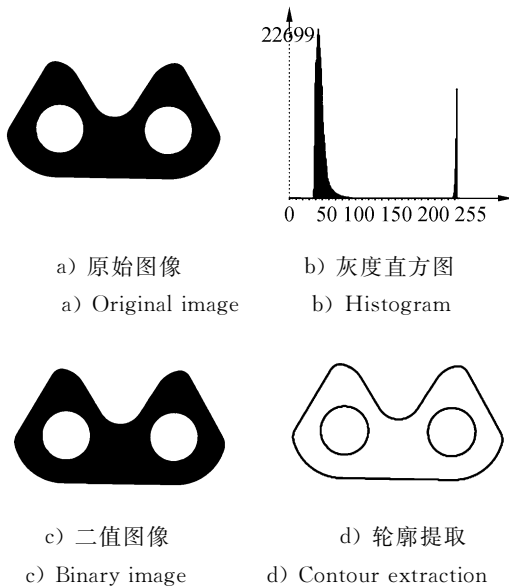 22699
0 50 100 150 200 255
a) 原始图像 b) 灰度直方图
a) Original image b) Histogram
c) 二值图像 d) 轮廓提取
c) Binary image d) Contour extraction